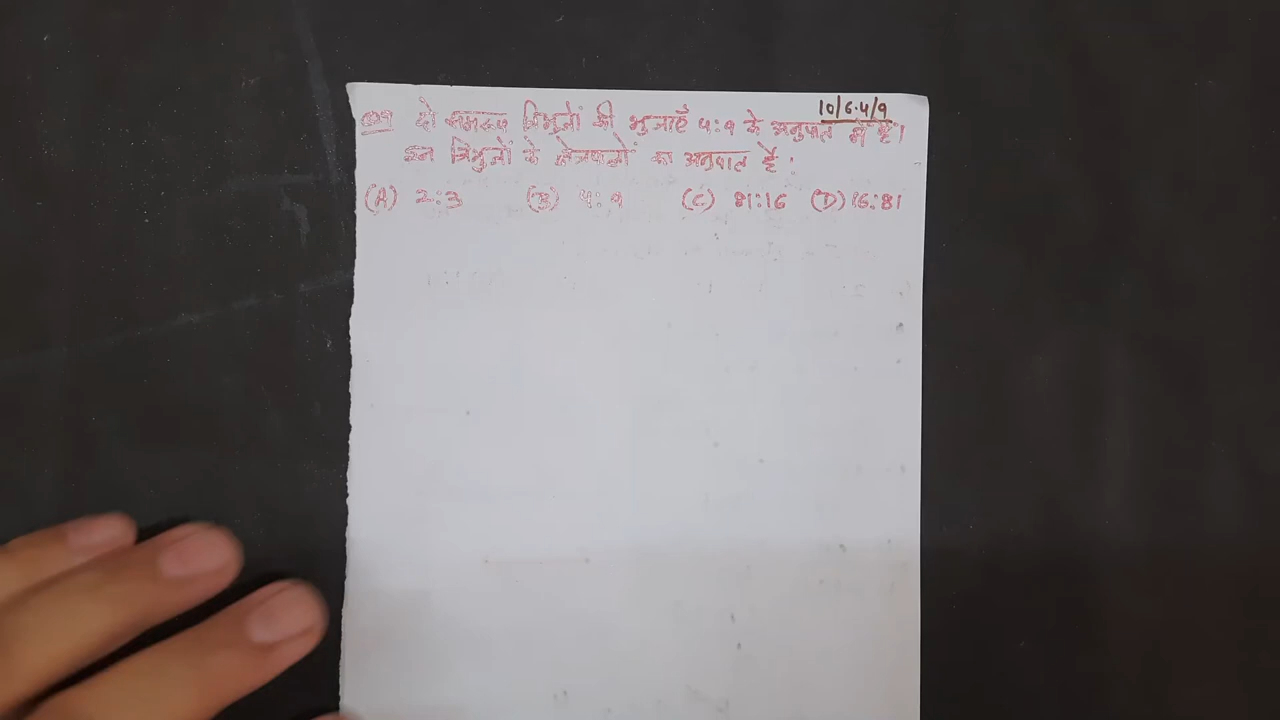 10/6.4/9
Q09 दो समरूप त्रिभुजों की भुजाएँ 4:9 के अनुपात में है।
इन त्रिभुजों के क्षेत्रफलों का अनुपात है:
(A) 2:3 (B) 4:9 (C) 81:16 (D) 16:81